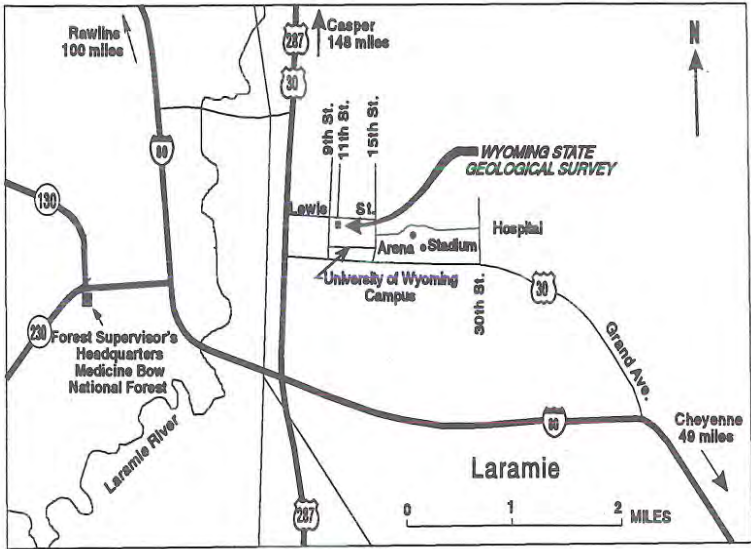 Rawline
100 miles
Casper
148 miles
287
30
N
9th St.
11th St.
15th St.
WYOMING STATE
GEOLOGICAL SURVEY
80
130
Lewis St.
Hospital
Arena
Stadium
University of Wyoming
Campus
30th St.
30
Grand Ave.
230
Forest Supervisor's
Headquarters
Medicine Bow
National Forest
Laramie River
80
Cheyenne
49 miles
Laramie
287
0 1 2 MILES